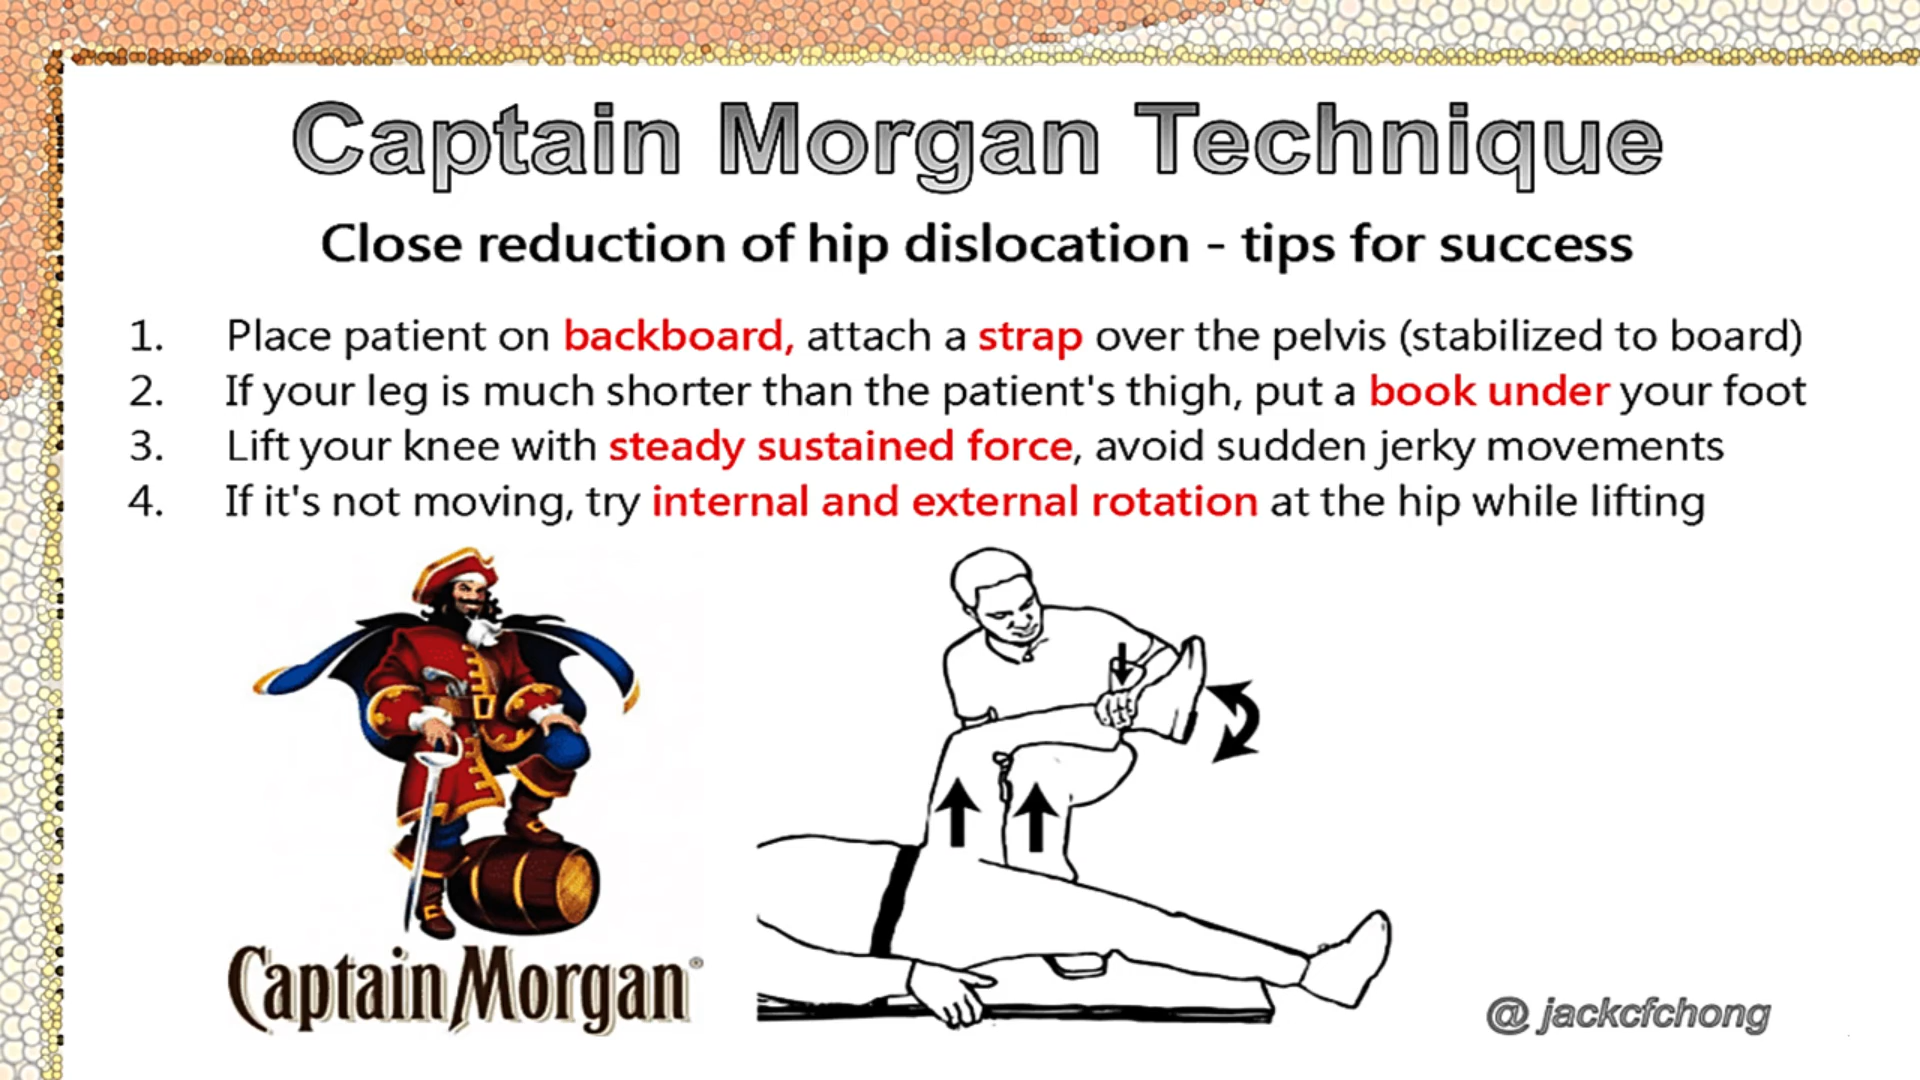 Captain Morgan Technique
Close reduction of hip dislocation - tips for success
1. Place patient on backboard, attach a strap over the pelvis (stabilized to board)
2. If your leg is much shorter than the patient's thigh, put a book under your foot
3. Lift your knee with steady sustained force, avoid sudden jerky movements
4. If it's not moving, try internal and external rotation at the hip while lifting
Captain Morgan®
@ jackcfchong